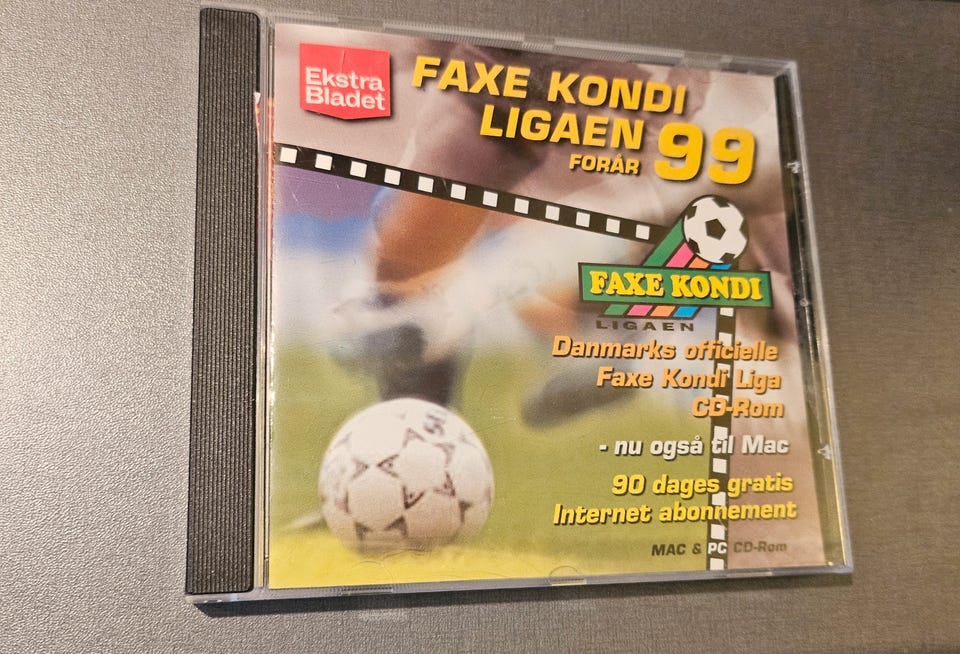 Ekstra
Bladet
FAXE KONDI
LIGAEN 99
FORÅR
FAXE KONDI
LIGAEN
Danmarks officielle
Faxe Kondi Liga
CD-Rom
- nu også til Mac
90 dages gratis
Internet abonnement
MAC & PC CD-Rom